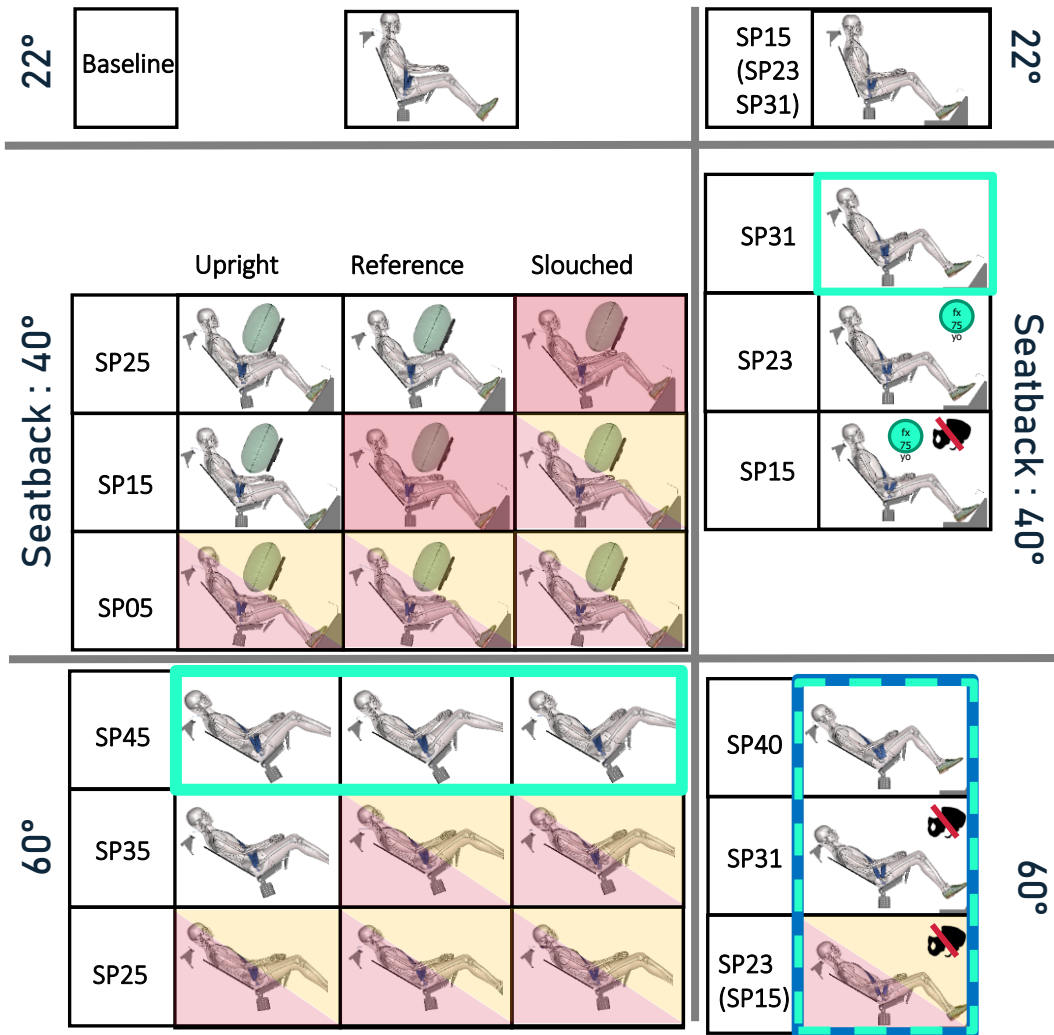 22°
Baseline
SP15
(SP23
SP31)
22°
Upright
Reference
Slouched
Seatback : 40°
SP25
SP15
SP05
SP31
SP23
fx
75
yo
SP15
fx
75
yo
Seatback : 40°
60°
SP45
SP35
SP25
SP40
SP31
SP23
(SP15)
60°